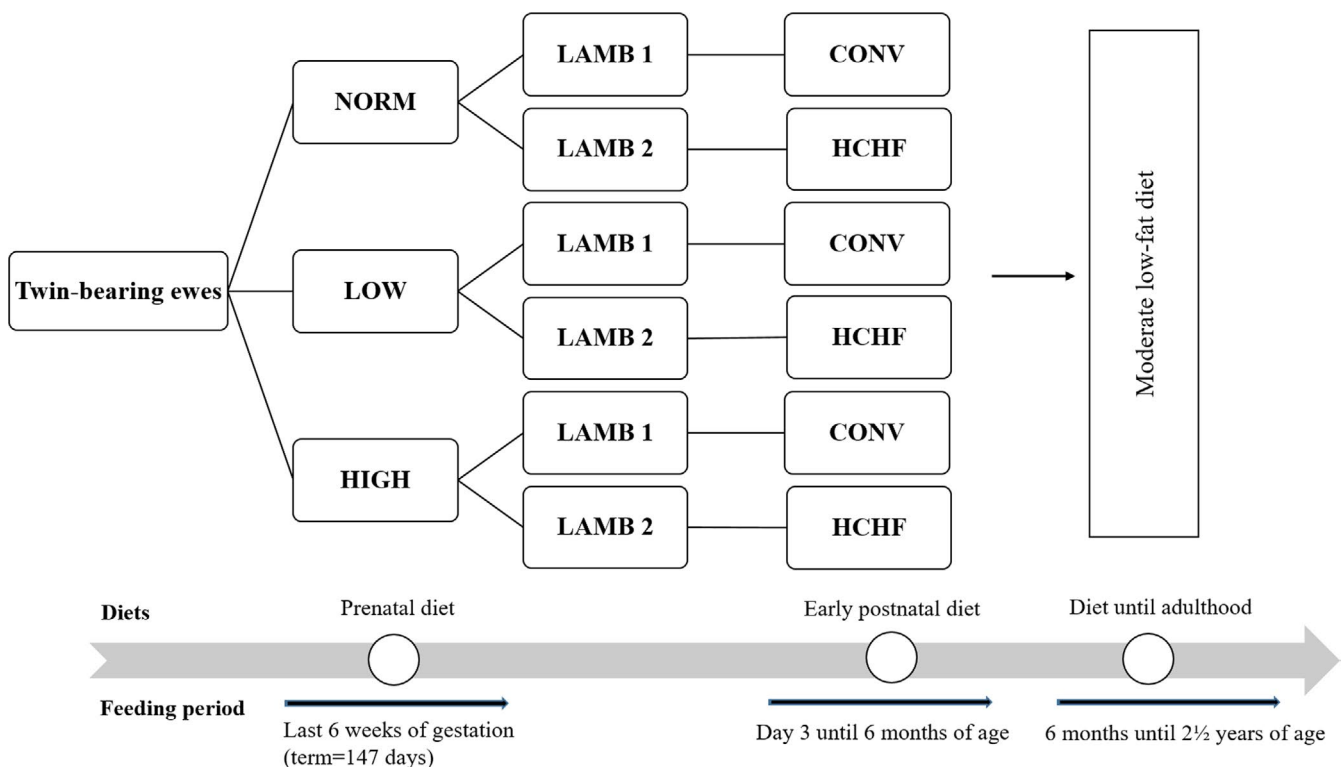 Twin-bearing ewes
NORM
LOW
HIGH
LAMB 1
LAMB 2
LAMB 1
LAMB 2
LAMB 1
LAMB 2
CONV
HCHF
CONV
HCHF
CONV
HCHF
Moderate low-fat diet
Diets
Prenatal diet
Early postnatal diet
Diet until adulthood
Feeding period
Last 6 weeks of gestation
(term=147 days)
Day 3 until 6 months of age
6 months until 2½ years of age